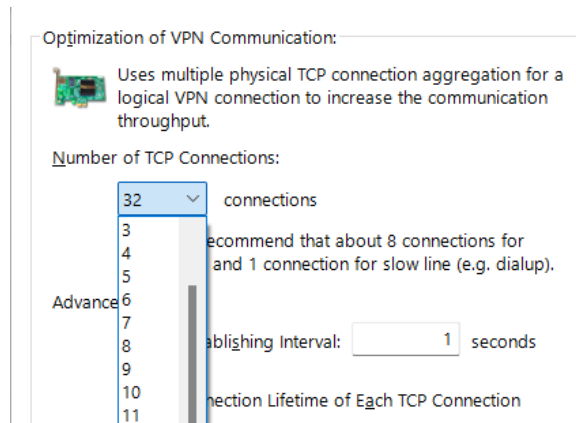 Optimization of VPN Communication:
Uses multiple physical TCP connection aggregation for a
logical VPN connection to increase the communication
throughput.
Number of TCP Connections:
32 connections
3
ecommend that about 8 connections for
4
and 1 connection for slow line (e.g. dialup).
5
Advance
6
7
ablishing Interval: 1 seconds
8
9
10
nection Lifetime of Each TCP Connection
11